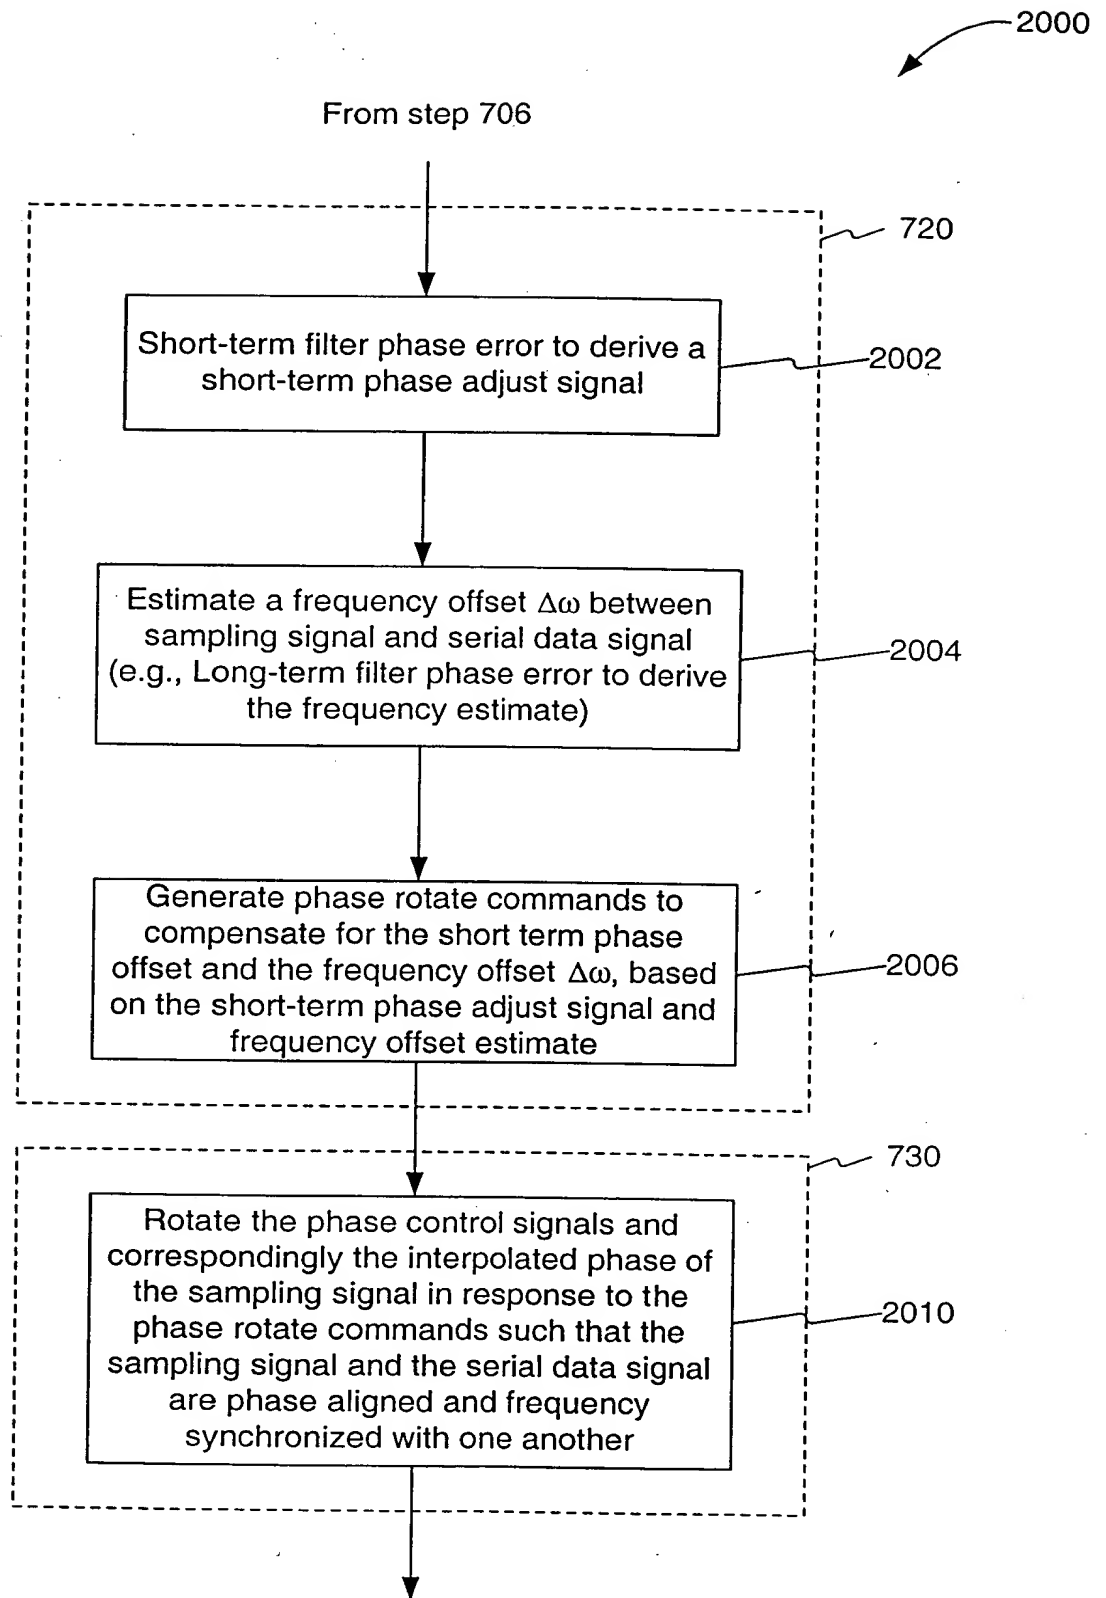 2000
From step 706
720
Short-term filter phase error to derive a
short-term phase adjust signal
2002
Estimate a frequency offset Δω between
sampling signal and serial data signal
(e.g., Long-term filter phase error to derive
the frequency estimate)
2004
Generate phase rotate commands to
compensate for the short term phase
offset and the frequency offset Δω, based
on the short-term phase adjust signal and
frequency offset estimate
2006
730
Rotate the phase control signals and
correspondingly the interpolated phase of
the sampling signal in response to the
phase rotate commands such that the
sampling signal and the serial data signal
are phase aligned and frequency
synchronized with one another
2010